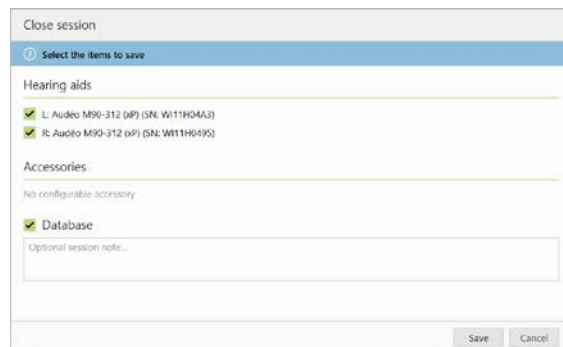 Close session
Select the items to save
Hearing aids
L: Audéo M90-312 (xP) (SN: WI11H04A3)
R: Audéo M90-312 (xP) (SN: WI11H0495)
Accessories
No configurable accessory
Database
Optional session note...
Save Cancel